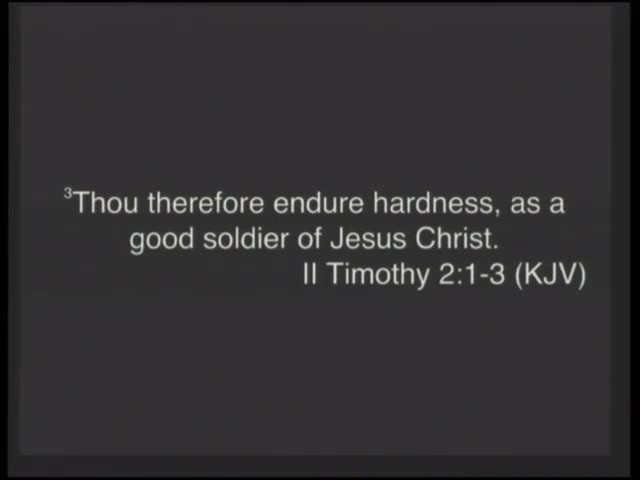 ³Thou therefore endure hardness, as a
good soldier of Jesus Christ.
II Timothy 2:1-3 (KJV)